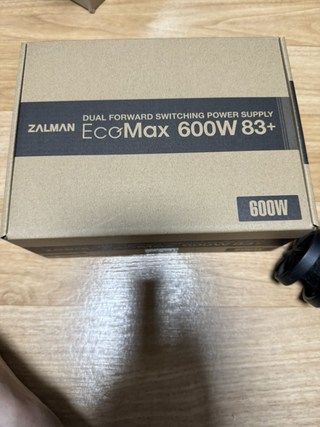 DUAL FORWARD SWITCHING POWER SUPPLY
ZALMAN EcoMax 600W 83+
600W